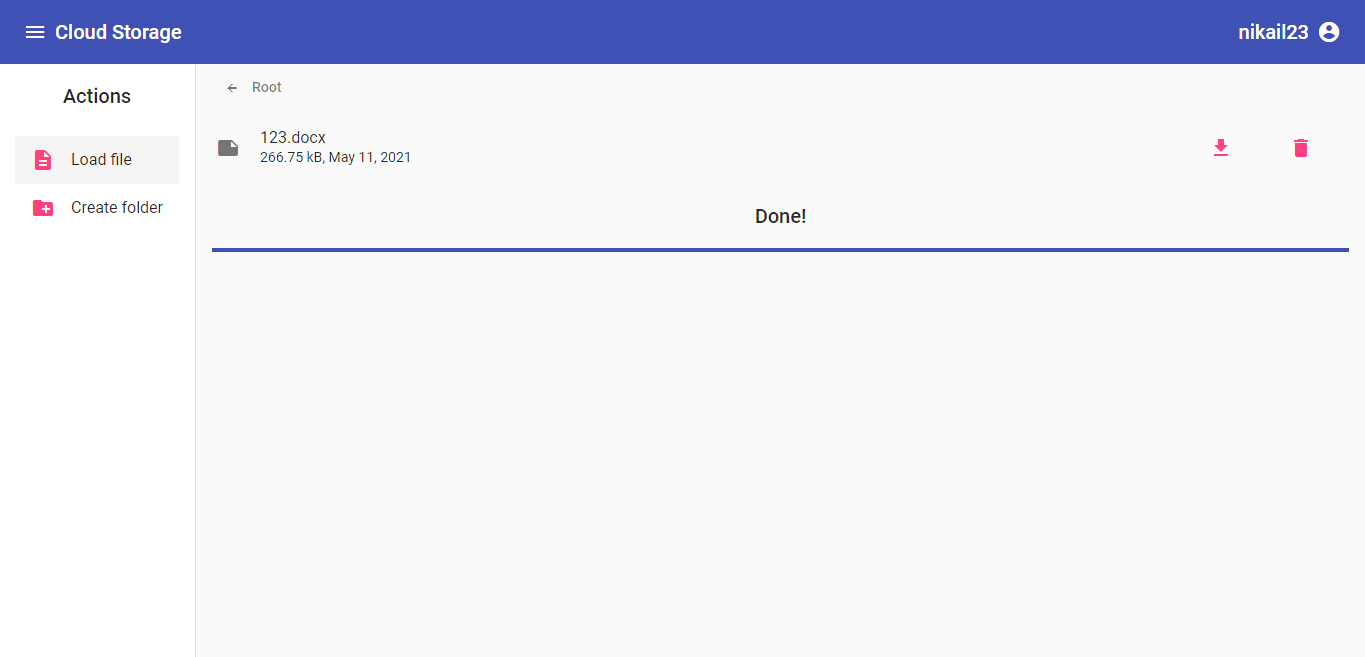 Cloud Storage
nikail23
Actions
Load file
Create folder
Root
123.docx
266.75 kB, May 11, 2021
Done!